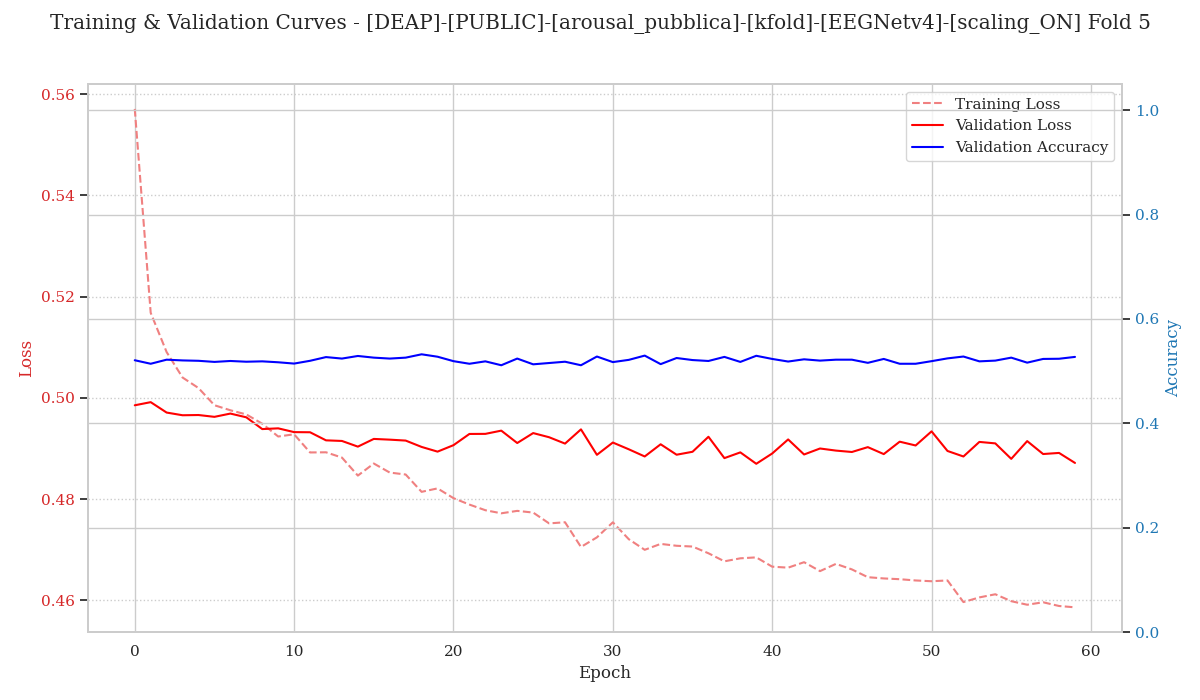 Training & Validation Curves - [DEAP]-[PUBLIC]-[arousal_pubblica]-[kfold]-[EEGNetv4]-[scaling_ON] Fold 5
Training Loss
Validation Loss
Validation Accuracy
Loss
0.56
0.54
0.52
0.50
0.48
0.46
Accuracy
1.0
0.8
0.6
0.4
0.2
0.0
0
10
20
30
40
50
60
Epoch